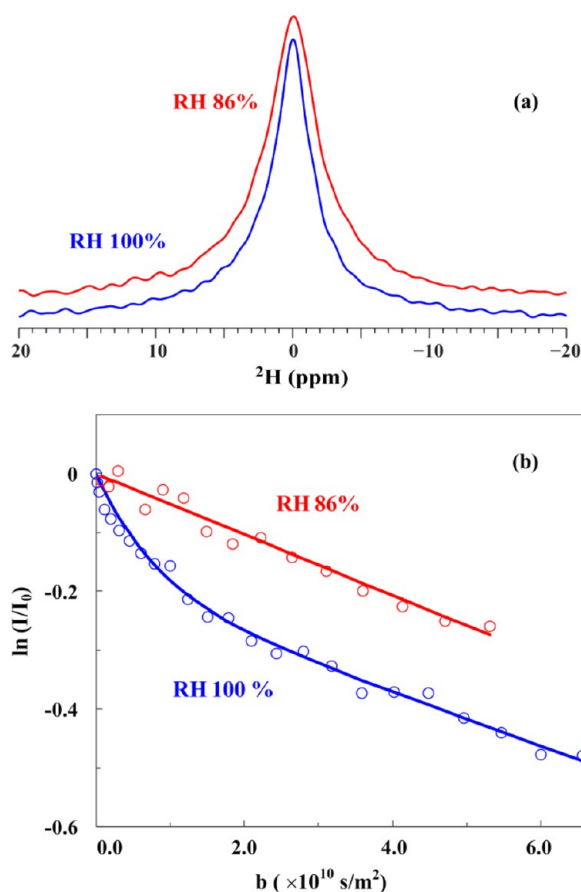 RH 86%
(a)
RH 100%
20 10 0 −10 −20
²H (ppm)
(b)
0
RH 86%
-0.2
ln (I/I₀)
RH 100 %
-0.4
-0.6
0.0 2.0 4.0 6.0
b ( ×10¹⁰ s/m²)